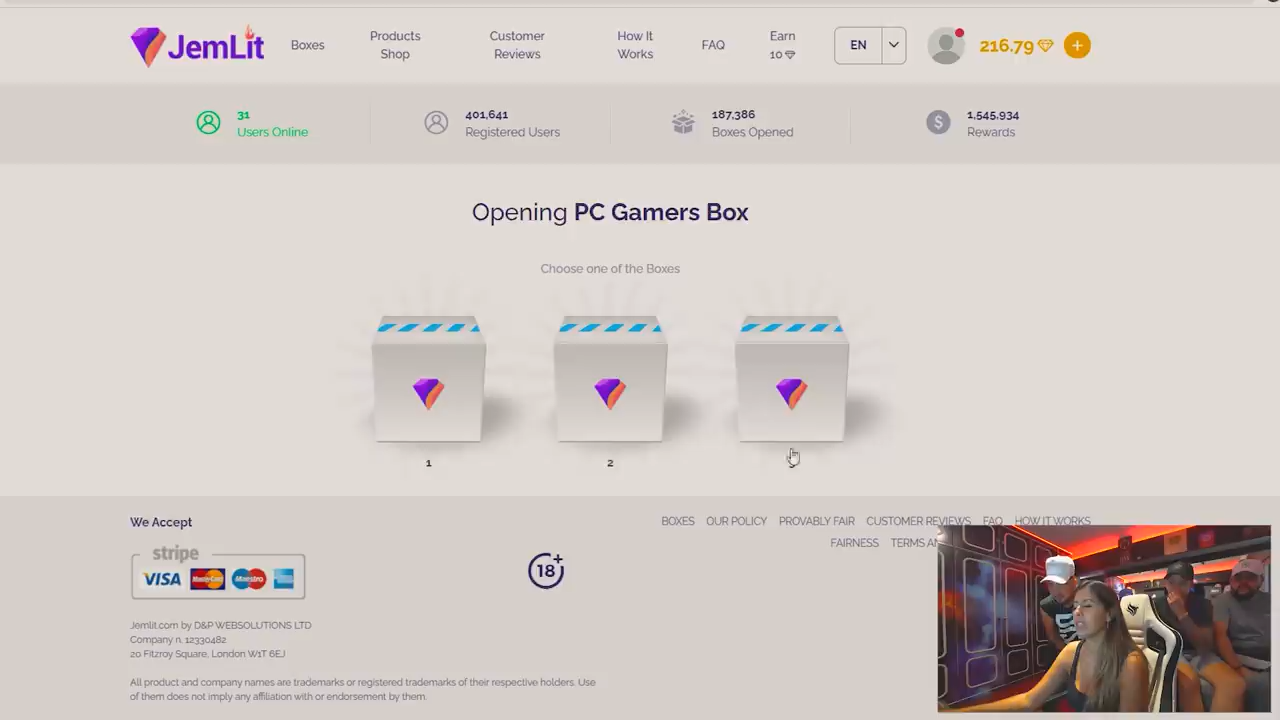 JemLit
Boxes
Products
Shop
Customer
Reviews
How It
Works
FAQ
Earn
10
EN
216.79
+
31
Users Online
401,641
Registered Users
187,386
Boxes Opened
$
1,545,934
Rewards
Opening PC Gamers Box
Choose one of the Boxes
1
2
We Accept
stripe
VISA MasterCard Maestro
18+
BOXES OUR POLICY PROVABLY FAIR CUSTOMER REVIEWS FAQ HOW IT WORKS
FAIRNESS TERMS
Jemlit.com by D&P WEBSOLUTIONS LTD
Company n. 12330482
20 Fitzroy Square, London W1T 6EJ
All product and company names are trademarks or registered trademarks of their respective holders. Use
of them does not imply any affiliation with or endorsement by them.